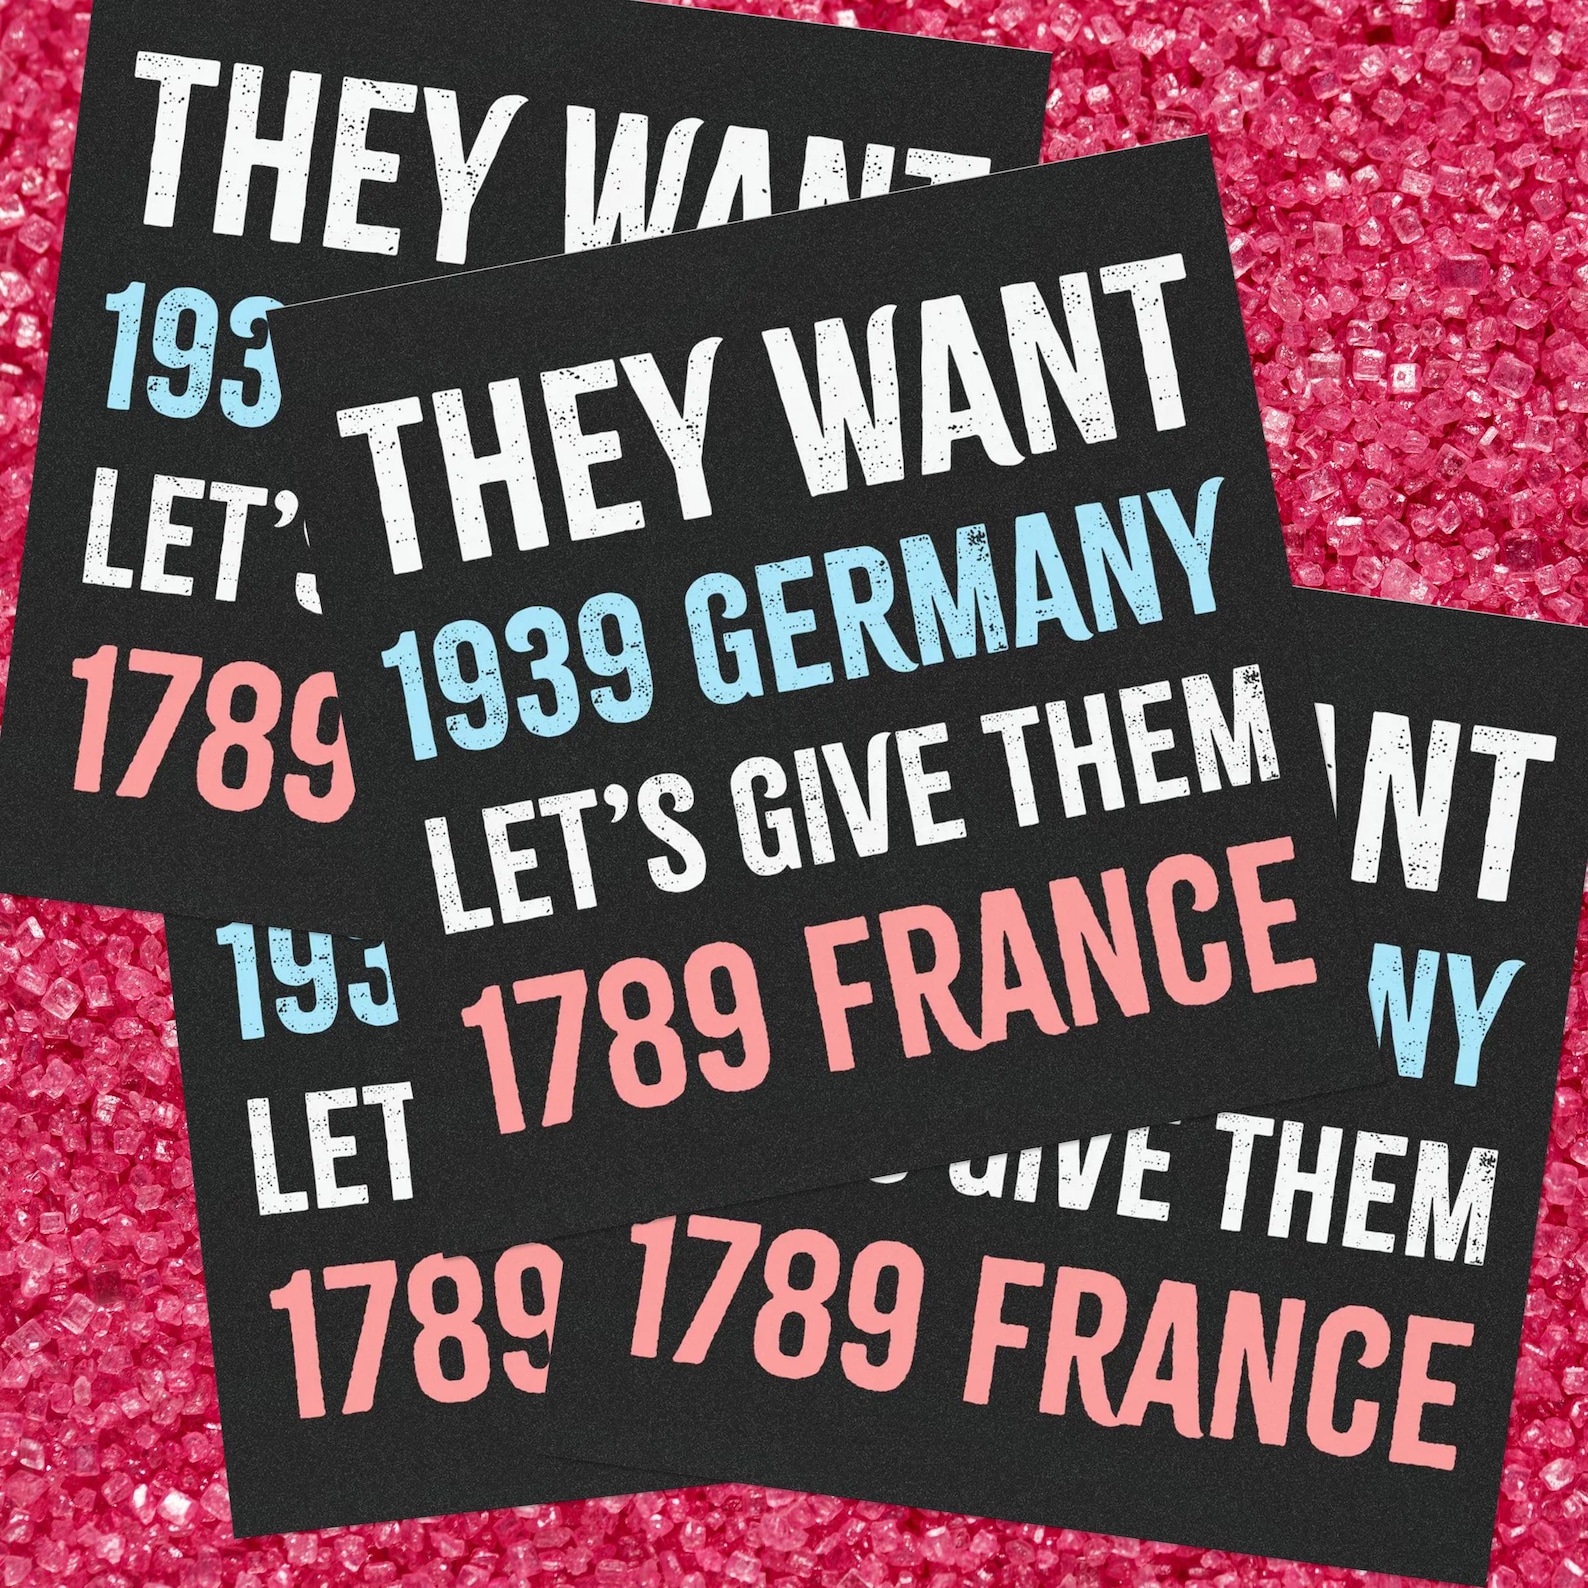 THEY WANT
193
LET'S
1789
THEY WANT
1939 GERMANY
LET'S GIVE THEM
1789 FRANCE
193
LET
1789
NT
NY
GIVE THEM
1789 FRANCE